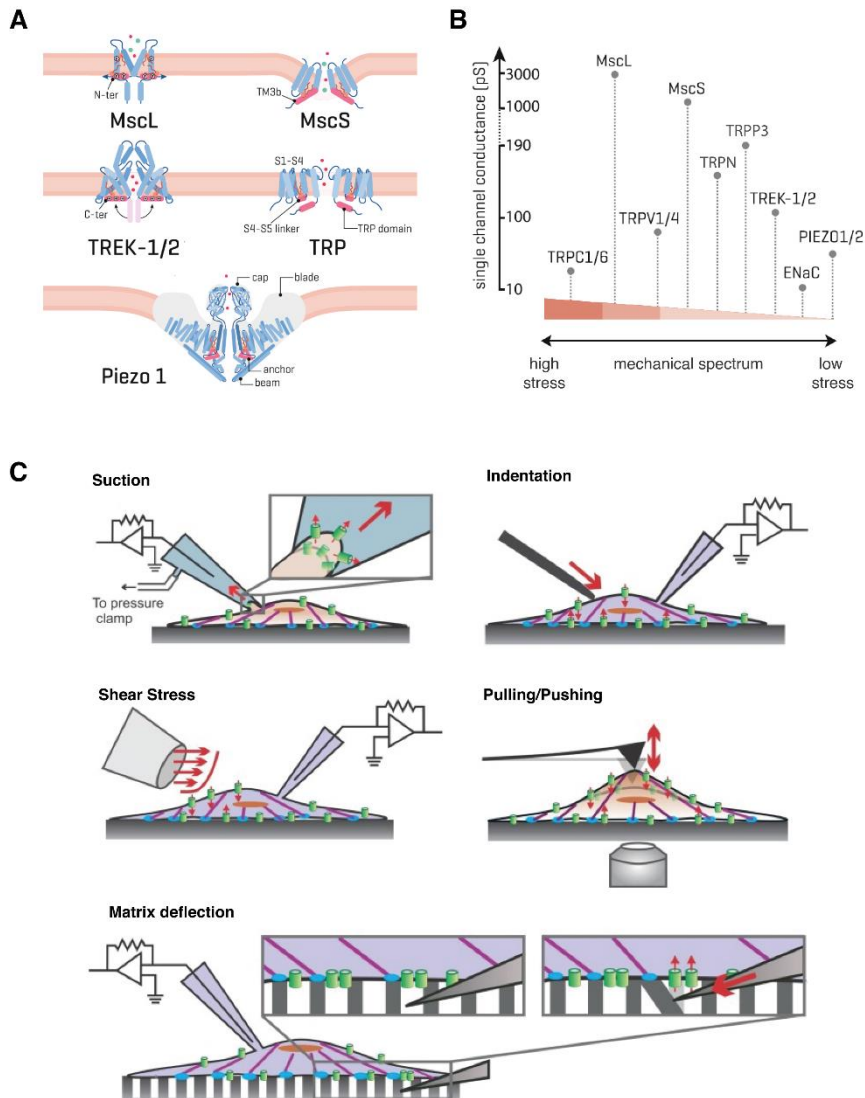 A
N-ter
MscL
TM3b
MscS
C-ter
TREK-1/2
S1-S4
S4-S5 linker
TRP domain
TRP
cap
blade
anchor
beam
Piezo 1
B
single channel conductance [pS]
3000
1000
190
100
10
MscL
MscS
TRPP3
TRPN
TREK-1/2
TRPV1/4
PIEZO1/2
TRPC1/6
ENaC
high
stress
mechanical spectrum
low
stress
C
Suction
To pressure
clamp
Indentation
Shear Stress
Pulling/Pushing
Matrix deflection